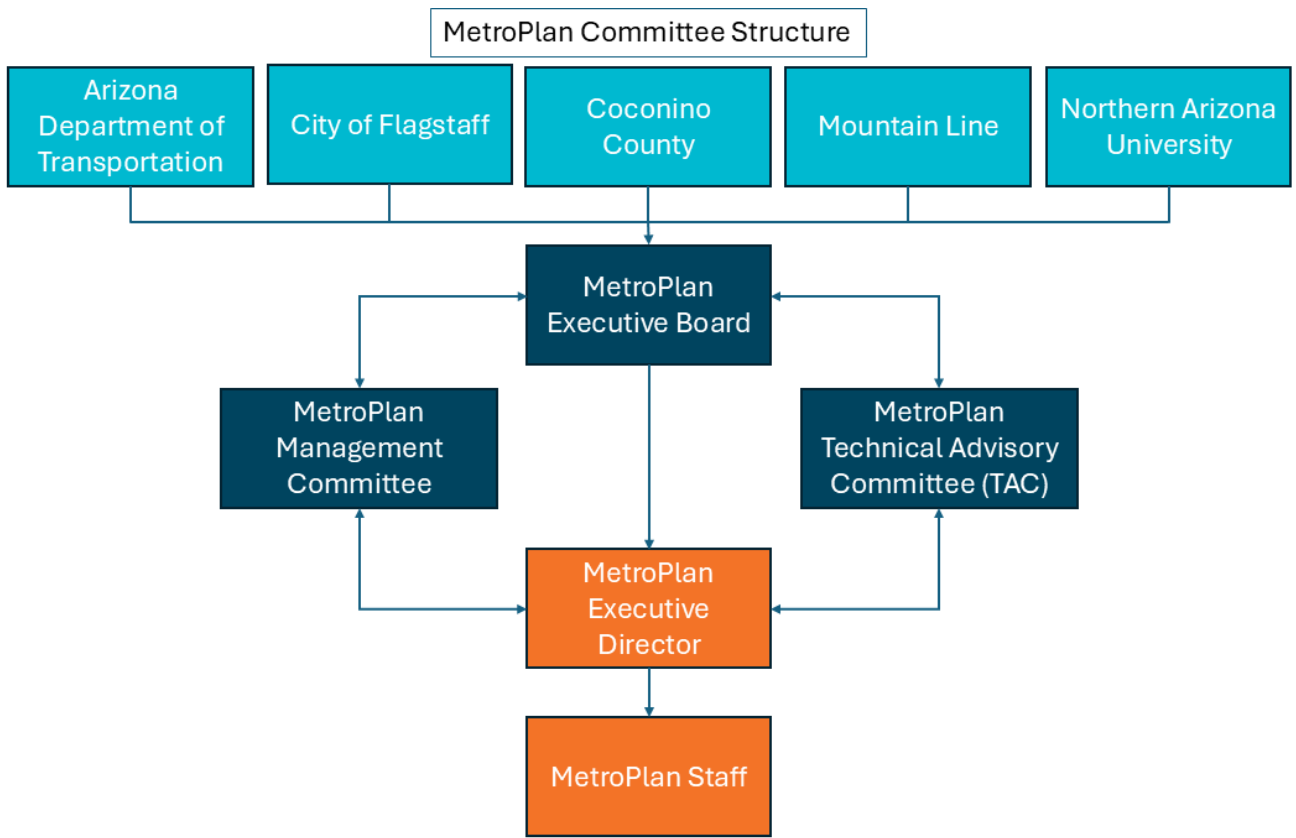 MetroPlan Committee Structure
Arizona
Department of
Transportation
City of Flagstaff
Coconino
County
Mountain Line
Northern Arizona
University
MetroPlan
Executive Board
MetroPlan
Management
Committee
MetroPlan
Technical Advisory
Committee (TAC)
MetroPlan
Executive
Director
MetroPlan Staff